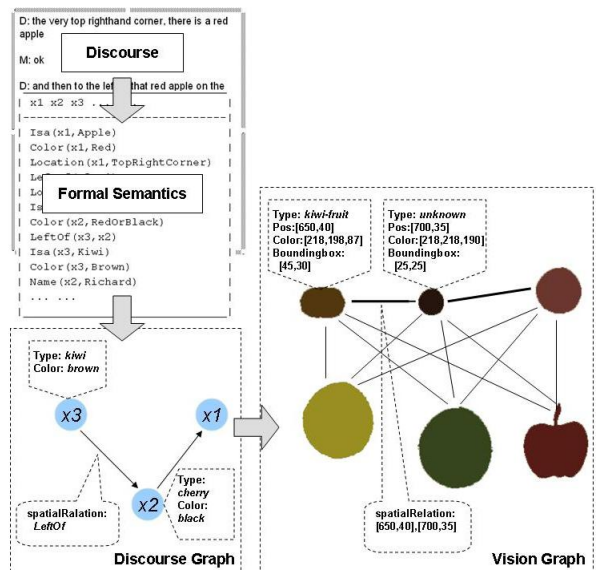 D: the very top righthand corner, there is a red
apple
Discourse
M: ok
D: and then to the left that red apple on the
x1 x2 x3 ...
Isa(x1,Apple)
Color(x1,Red)
Location(x1,TopRightCorner)
Formal Semantics
Color(x2,RedOrBlack)
LeftOf(x3,x2)
Isa(x3,Kiwi)
Color(x3,Brown)
Name(x2,Richard)
... ...
Type: kiwi
Color: brown
x3
x1
x2
Type:
cherry
Color:
black
spatialRalation:
LeftOf
Discourse Graph
Type: kiwi-fruit
Pos:[650,40]
Color:[218,198,87]
Boundingbox:
[45,30]
Type: unknown
Pos:[700,35]
Color:[218,218,190]
Boundingbox:
[25,25]
spatialRelation:
[650,40],[700,35]
Vision Graph